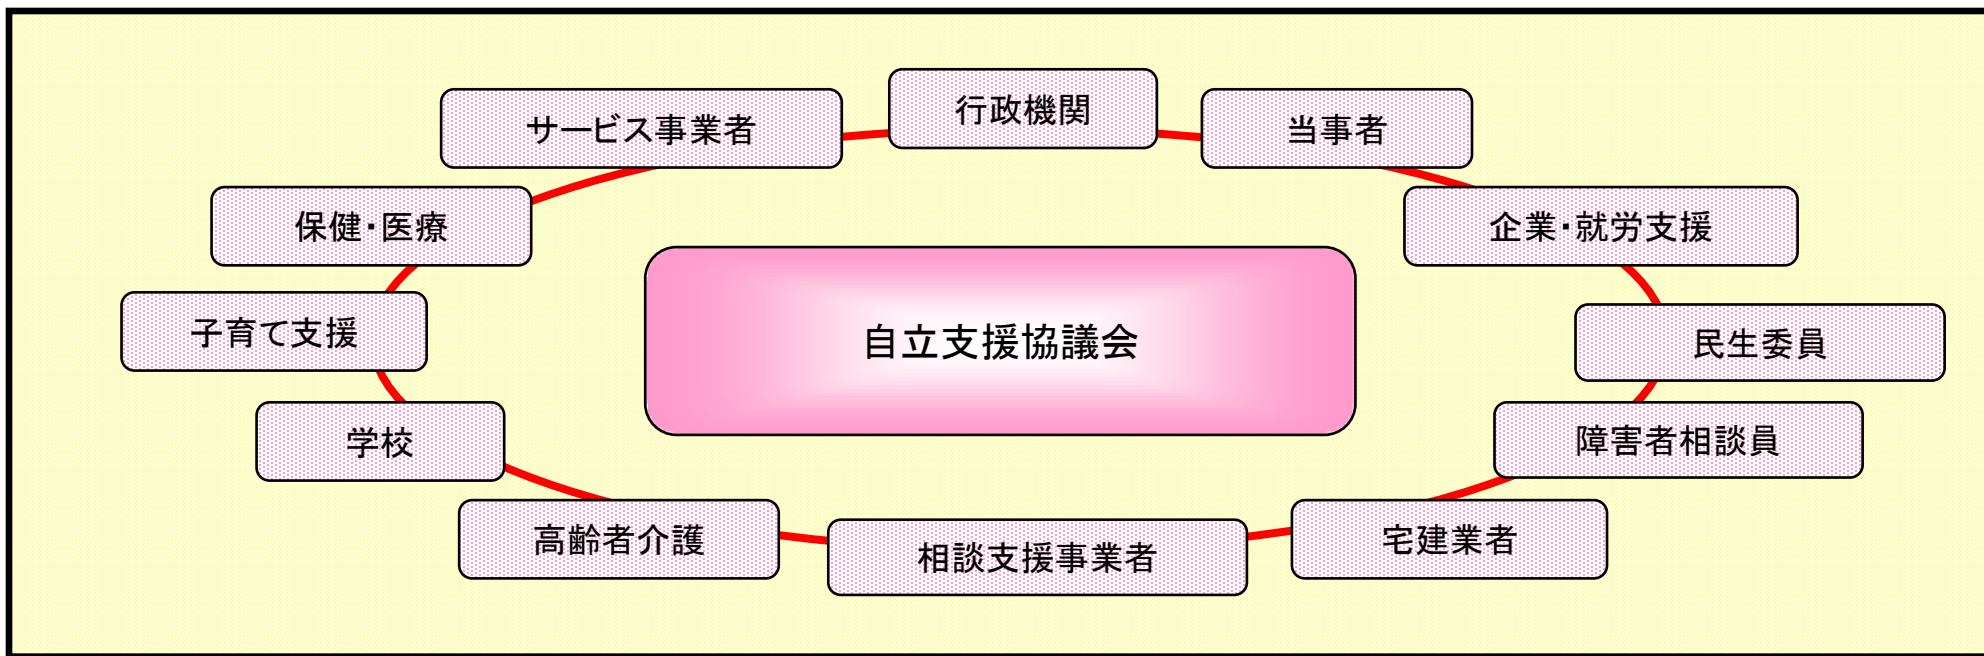 行政機関
サービス事業者
当事者
保健・医療
企業・就労支援
子育て支援
自立支援協議会
民生委員
学校
障害者相談員
高齢者介護
相談支援事業者
宅建業者